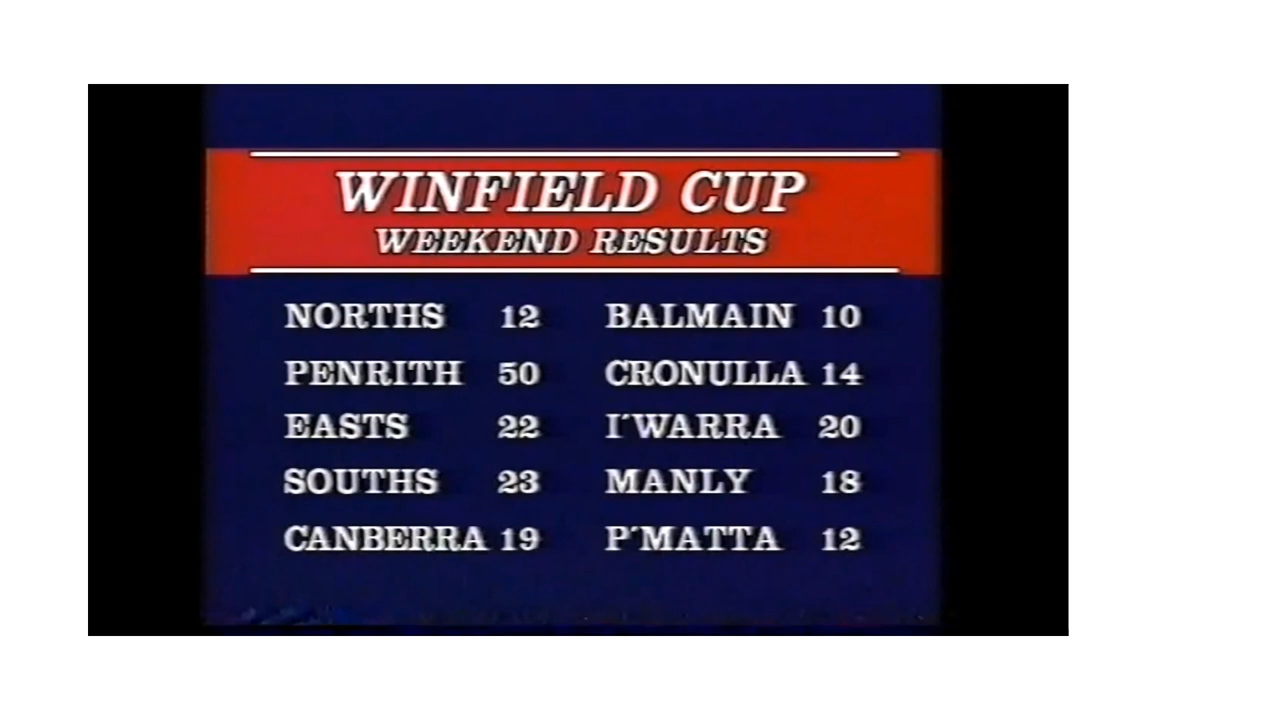 WINFIELD CUP
WEEKEND RESULTS
NORTHS 12 BALMAIN 10
PENRITH 50 CRONULLA 14
EASTS 22 I'WARRA 20
SOUTHS 23 MANLY 18
CANBERRA 19 P'MATTA 12